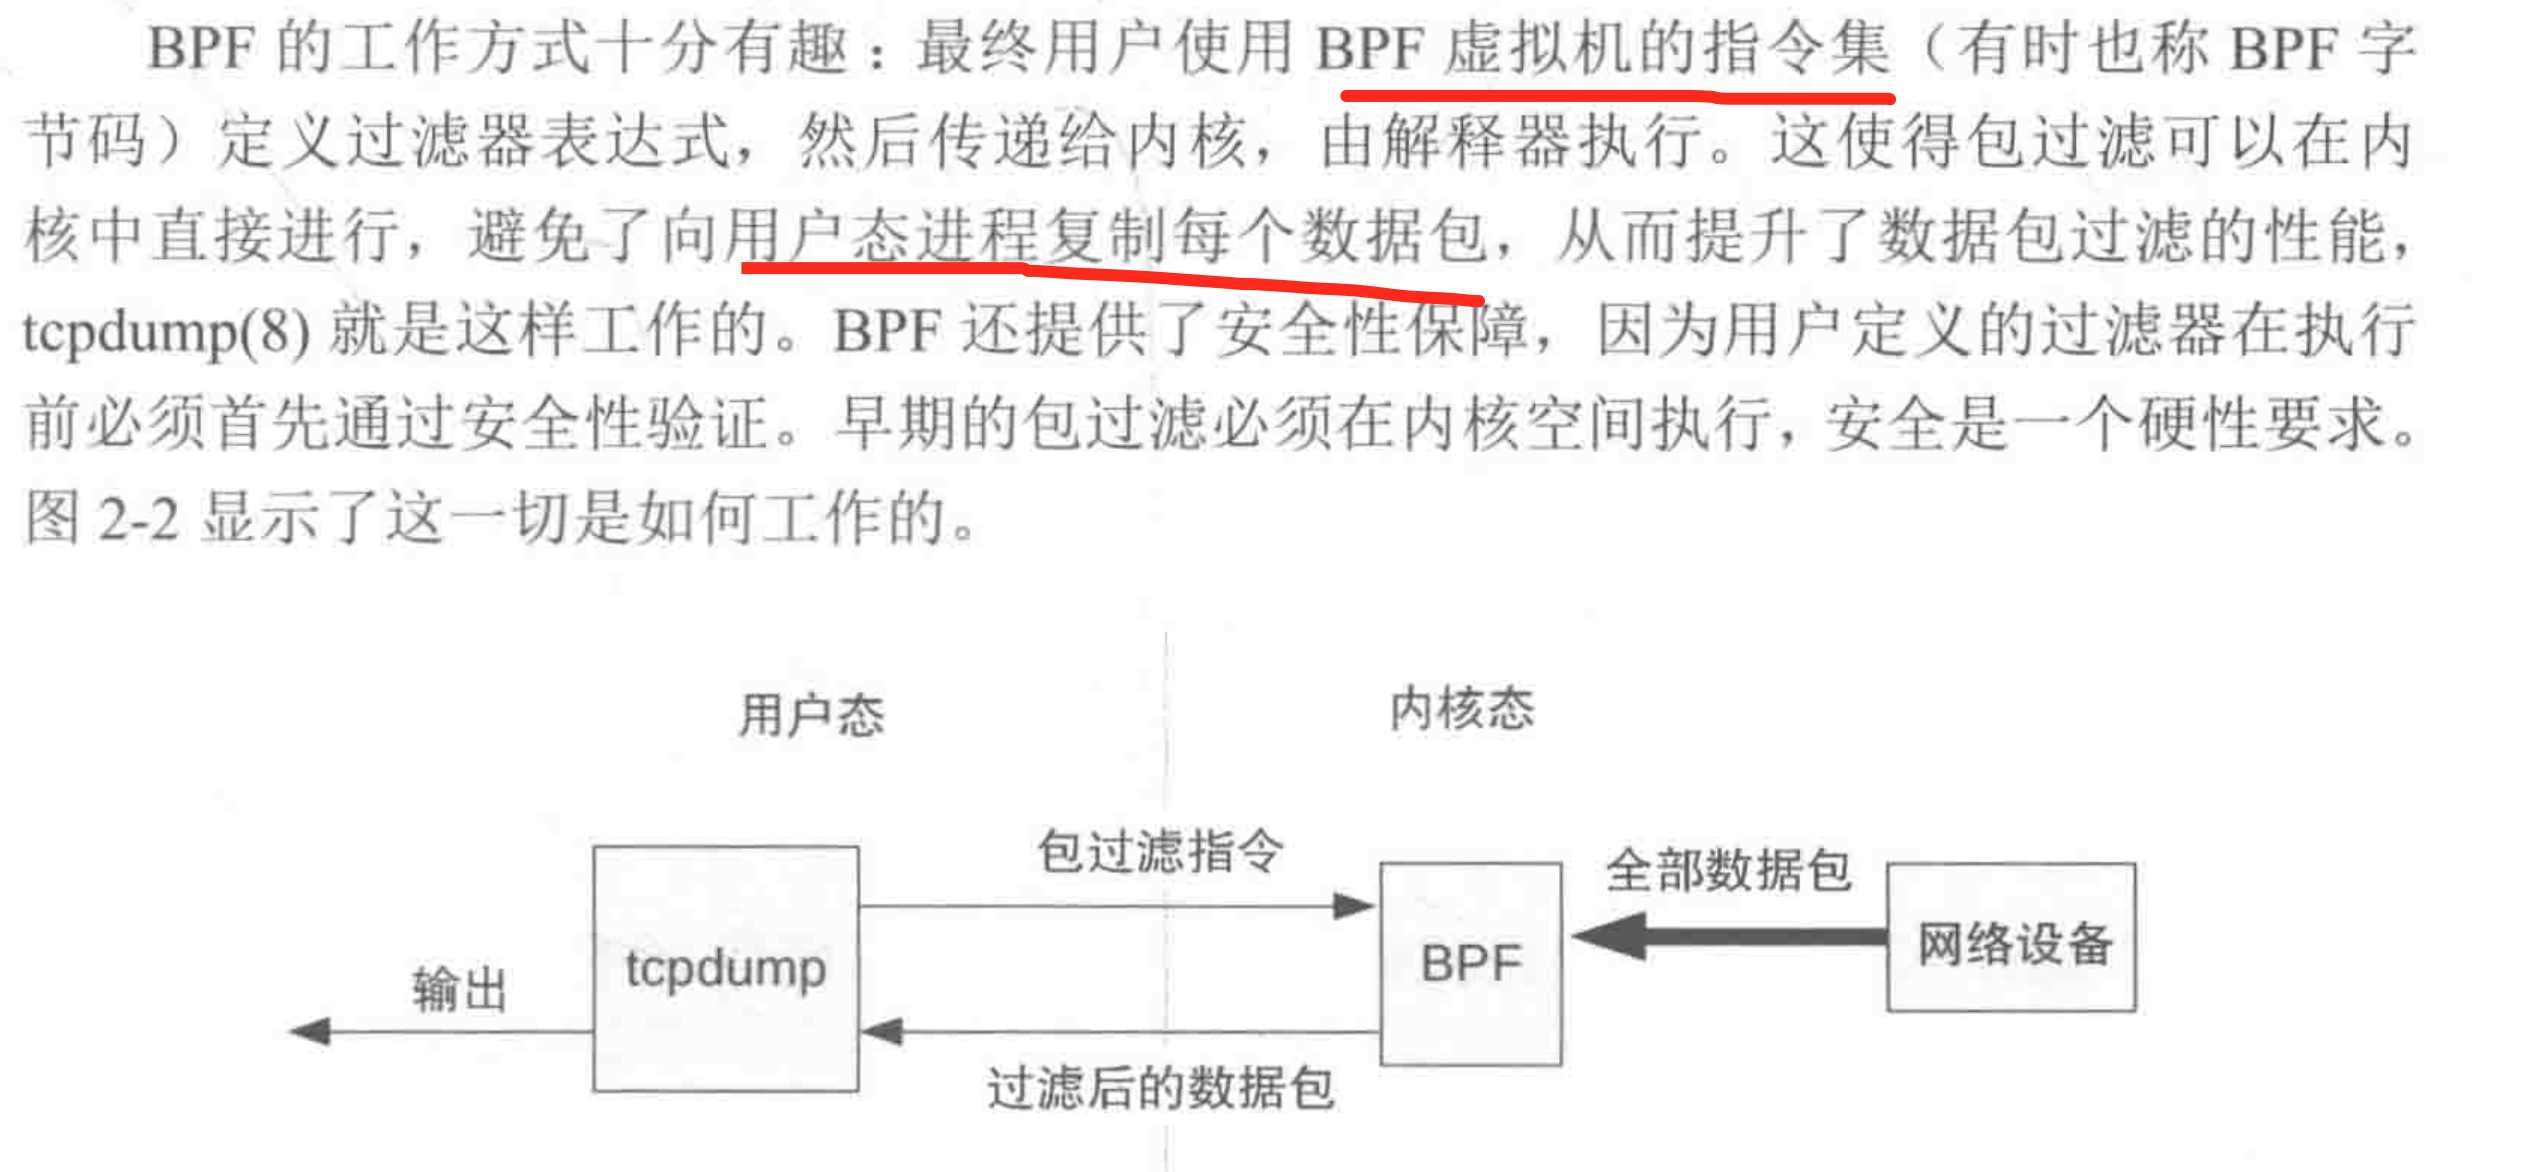 BPF 的工作方式十分有趣：最终用户使用 BPF 虚拟机的指令集（有时也称 BPF 字
节码）定义过滤器表达式，然后传递给内核，由解释器执行。这使得包过滤可以在内
核中直接进行，避免了向用户态进程复制每个数据包，从而提升了数据包过滤的性能，
tcpdump(8) 就是这样工作的。BPF 还提供了安全性保障，因为用户定义的过滤器在执行
前必须首先通过安全性验证。早期的包过滤必须在内核空间执行，安全是一个硬性要求。
图 2-2 显示了这一切是如何工作的。
用户态
内核态
包过滤指令
全部数据包
tcpdump
BPF
网络设备
输出
过滤后的数据包